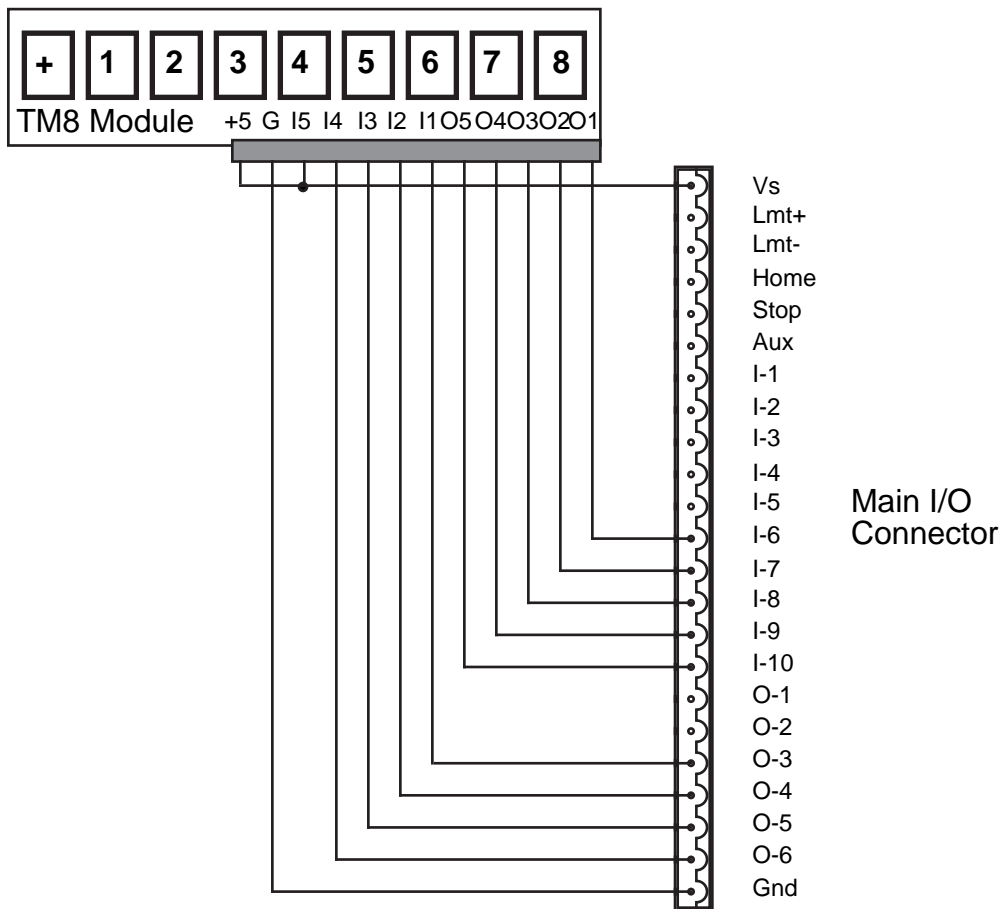 + 1 2 3 4 5 6 7 8
TM8 Module +5 G I5 I4 I3 I2 I1 O5 O4 O3 O2 O1
Vs
Lmt+
Lmt-
Home
Stop
Aux
I-1
I-2
I-3
I-4
I-5
I-6
I-7
I-8
I-9
I-10
O-1
O-2
O-3
O-4
O-5
O-6
Gnd
Main I/O
Connector